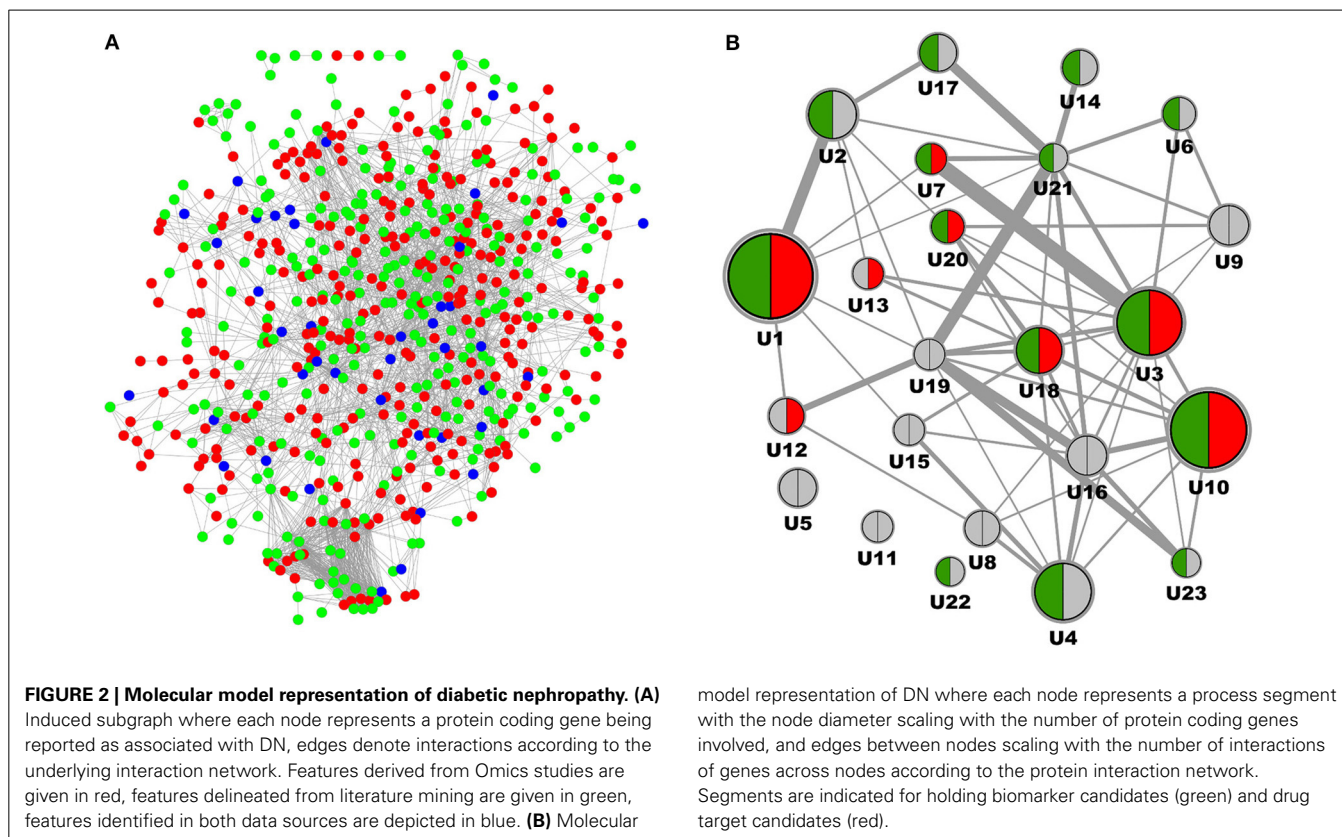 A
B
U17
U14
U6
U2
U7
U21
U20
U9
U13
U1
U3
U19
U18
U12
U15
U16
U10
U5
U11
U8
U22
U4
U23
FIGURE 2 | Molecular model representation of diabetic nephropathy. (A)
Induced subgraph where each node represents a protein coding gene being
reported as associated with DN, edges denote interactions according to the
underlying interaction network. Features derived from Omics studies are
given in red, features delineated from literature mining are given in green,
features identified in both data sources are depicted in blue. (B) Molecular
model representation of DN where each node represents a process segment
with the node diameter scaling with the number of protein coding genes
involved, and edges between nodes scaling with the number of interactions
of genes across nodes according to the protein interaction network.
Segments are indicated for holding biomarker candidates (green) and drug
target candidates (red).